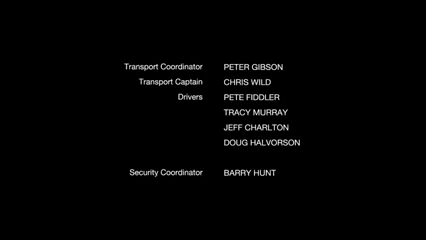 Transport Coordinator PETER GIBSON
Transport Captain CHRIS WILD
Drivers PETE FIDDLER
TRACY MURRAY
JEFF CHARLTON
DOUG HALVORSON
Security Coordinator BARRY HUNT